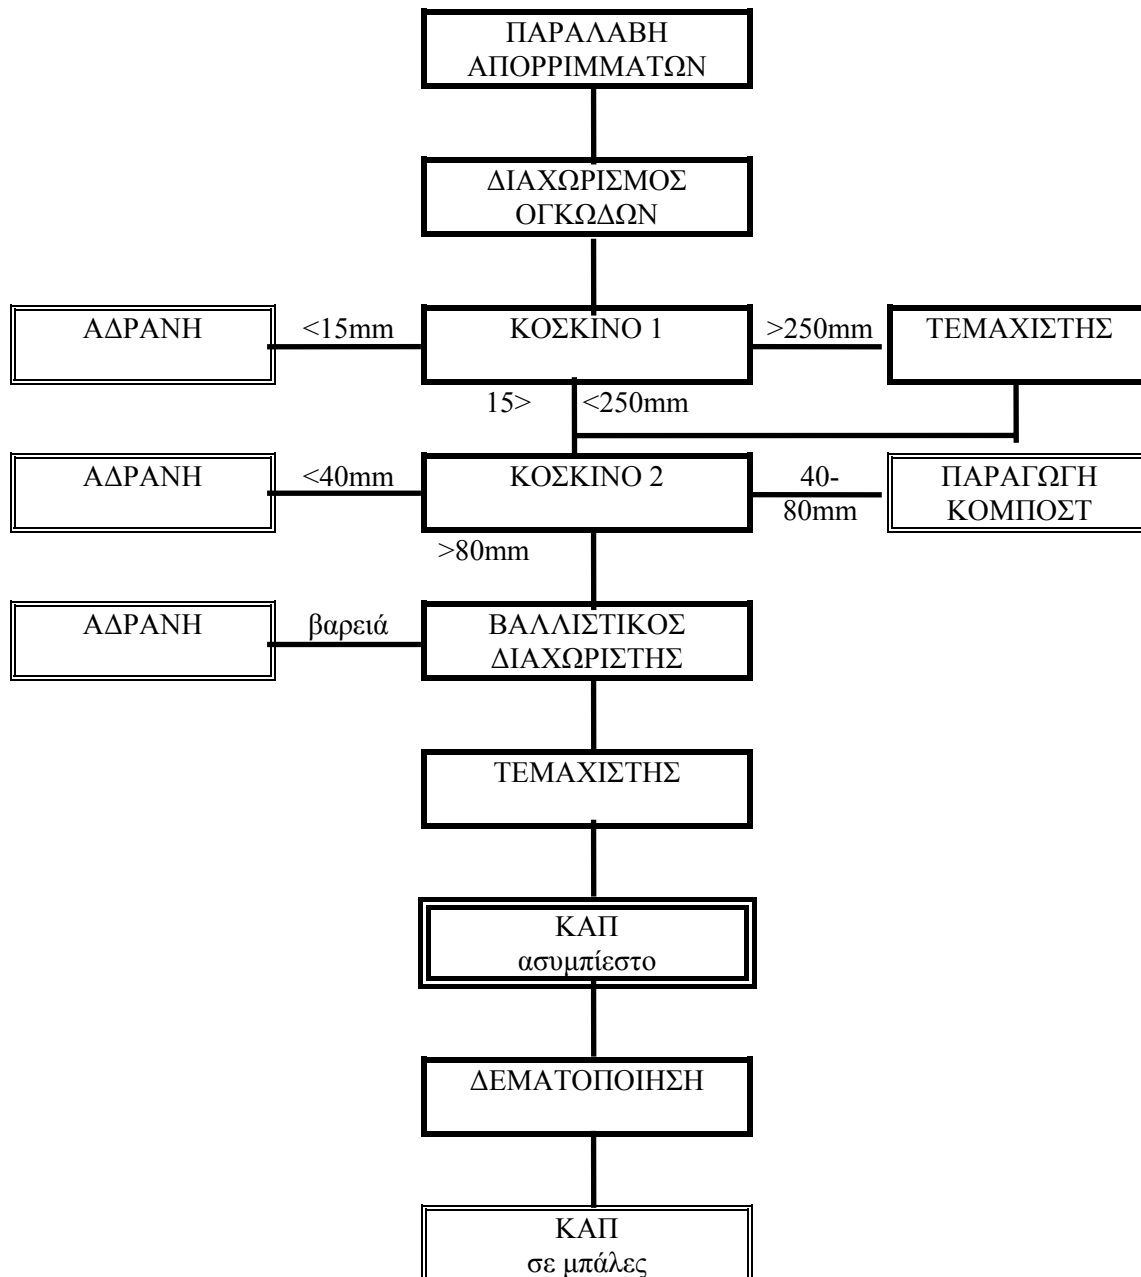 ΠΑΡΑΛΑΒΗ
ΑΠΟΡΡΙΜΜΑΤΩΝ
ΔΙΑΧΩΡΙΣΜΟΣ
ΟΓΚΩΔΩΝ
ΑΔΡΑΝΗ
<15mm
ΚΟΣΚΙΝΟ 1
>250mm
ΤΕΜΑΧΙΣΤΗΣ
15>
<250mm
ΑΔΡΑΝΗ
<40mm
ΚΟΣΚΙΝΟ 2
40-
80mm
ΠΑΡΑΓΩΓΗ
ΚΟΜΠΟΣΤ
>80mm
ΑΔΡΑΝΗ
βαρειά
ΒΑΛΛΙΣΤΙΚΟΣ
ΔΙΑΧΩΡΙΣΤΗΣ
ΤΕΜΑΧΙΣΤΗΣ
ΚΑΠ
ασυμπίεστο
ΔΕΜΑΤΟΠΟΙΗΣΗ
ΚΑΠ
σε μπάλες